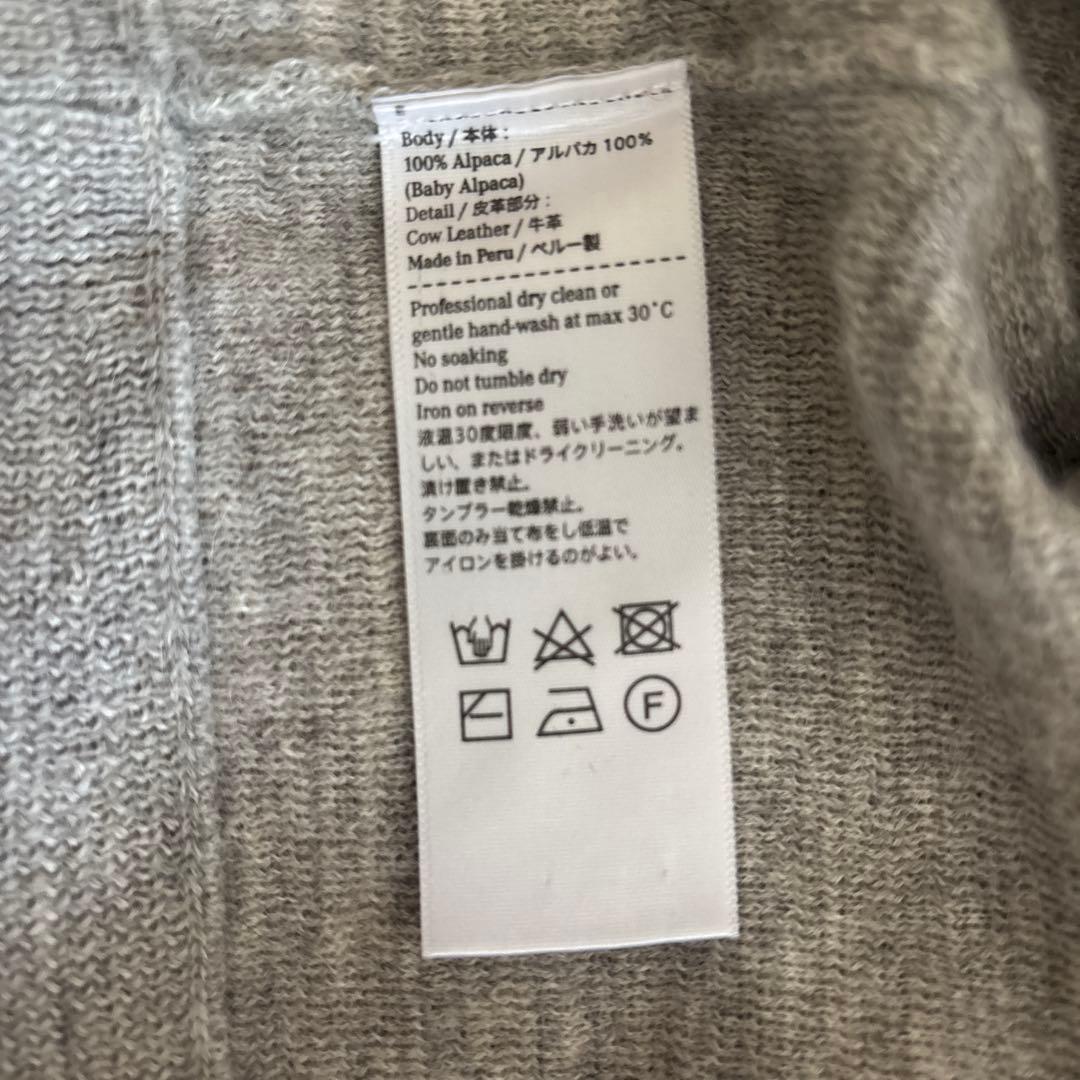 Body / 本体 :
100% Alpaca / アルパカ 100%
(Baby Alpaca)
Detail / 皮革部分 :
Cow Leather / 牛革
Made in Peru / ペルー製
Professional dry clean or
gentle hand-wash at max 30˚C
No soaking
Do not tumble dry
Iron on reverse
液温30度限度、弱い手洗いが望ま
しい、またはドライクリーニング。
漬け置き禁止。
タンブラー乾燥禁止。
裏面のみ当て布をし低温で
アイロンを掛けるのがよい。
F